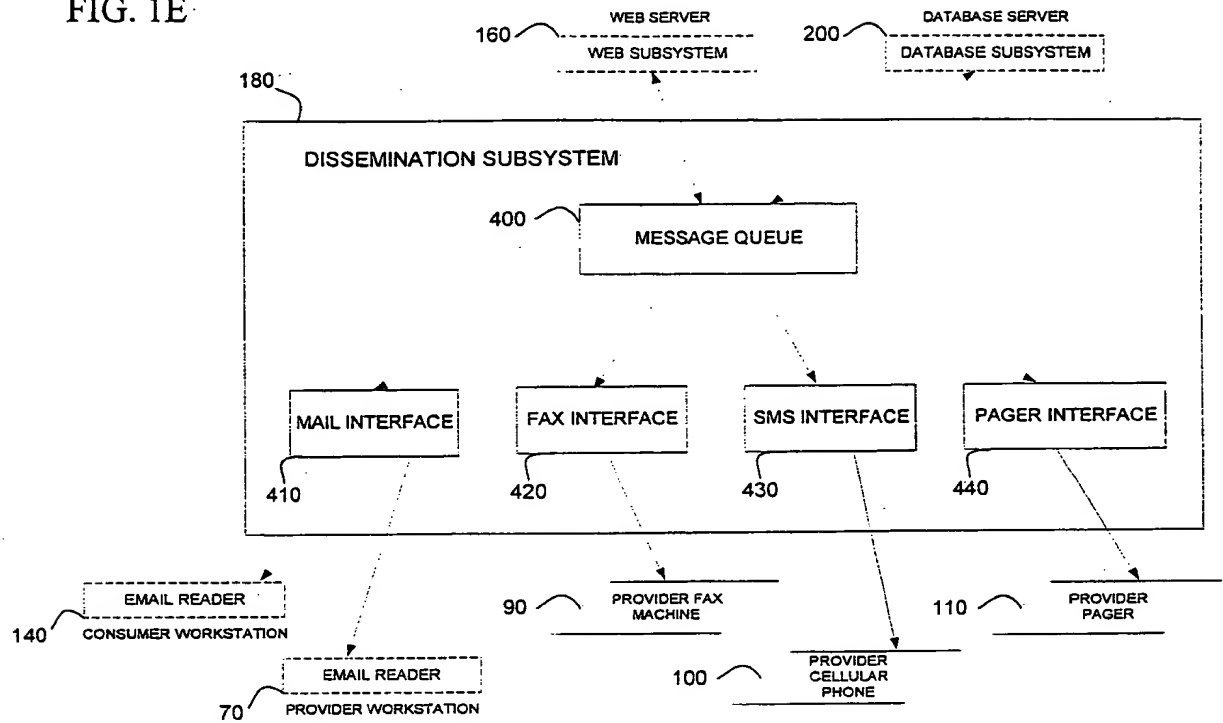 FIG. 1E
WEB SERVER
DATABASE SERVER
160
WEB SUBSYSTEM
200
DATABASE SUBSYSTEM
180
DISSEMINATION SUBSYSTEM
400
MESSAGE QUEUE
MAIL INTERFACE
FAX INTERFACE
SMS INTERFACE
PAGER INTERFACE
410
420
430
440
EMAIL READER
140
CONSUMER WORKSTATION
90
PROVIDER FAX
MACHINE
110
PROVIDER
PAGER
EMAIL READER
70
PROVIDER WORKSTATION
100
PROVIDER
CELLULAR
PHONE